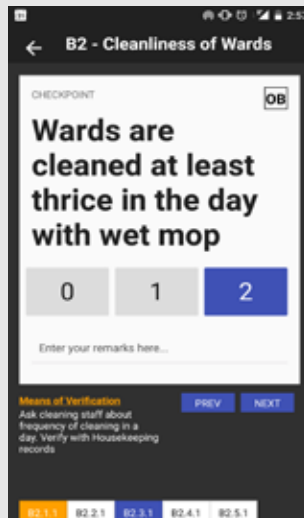 2:5
B2 - Cleanliness of Wards
CHECKPOINT
OB
Wards are
cleaned at least
thrice in the day
with wet mop
0 1 2
Enter your remarks here...
Means of Verification
Ask cleaning staff about
frequency of cleaning in a
day. Verify with Housekeeping
records
PREV NEXT
B2.1.1 B2.2.1 B2.3.1 B2.4.1 B2.5.1